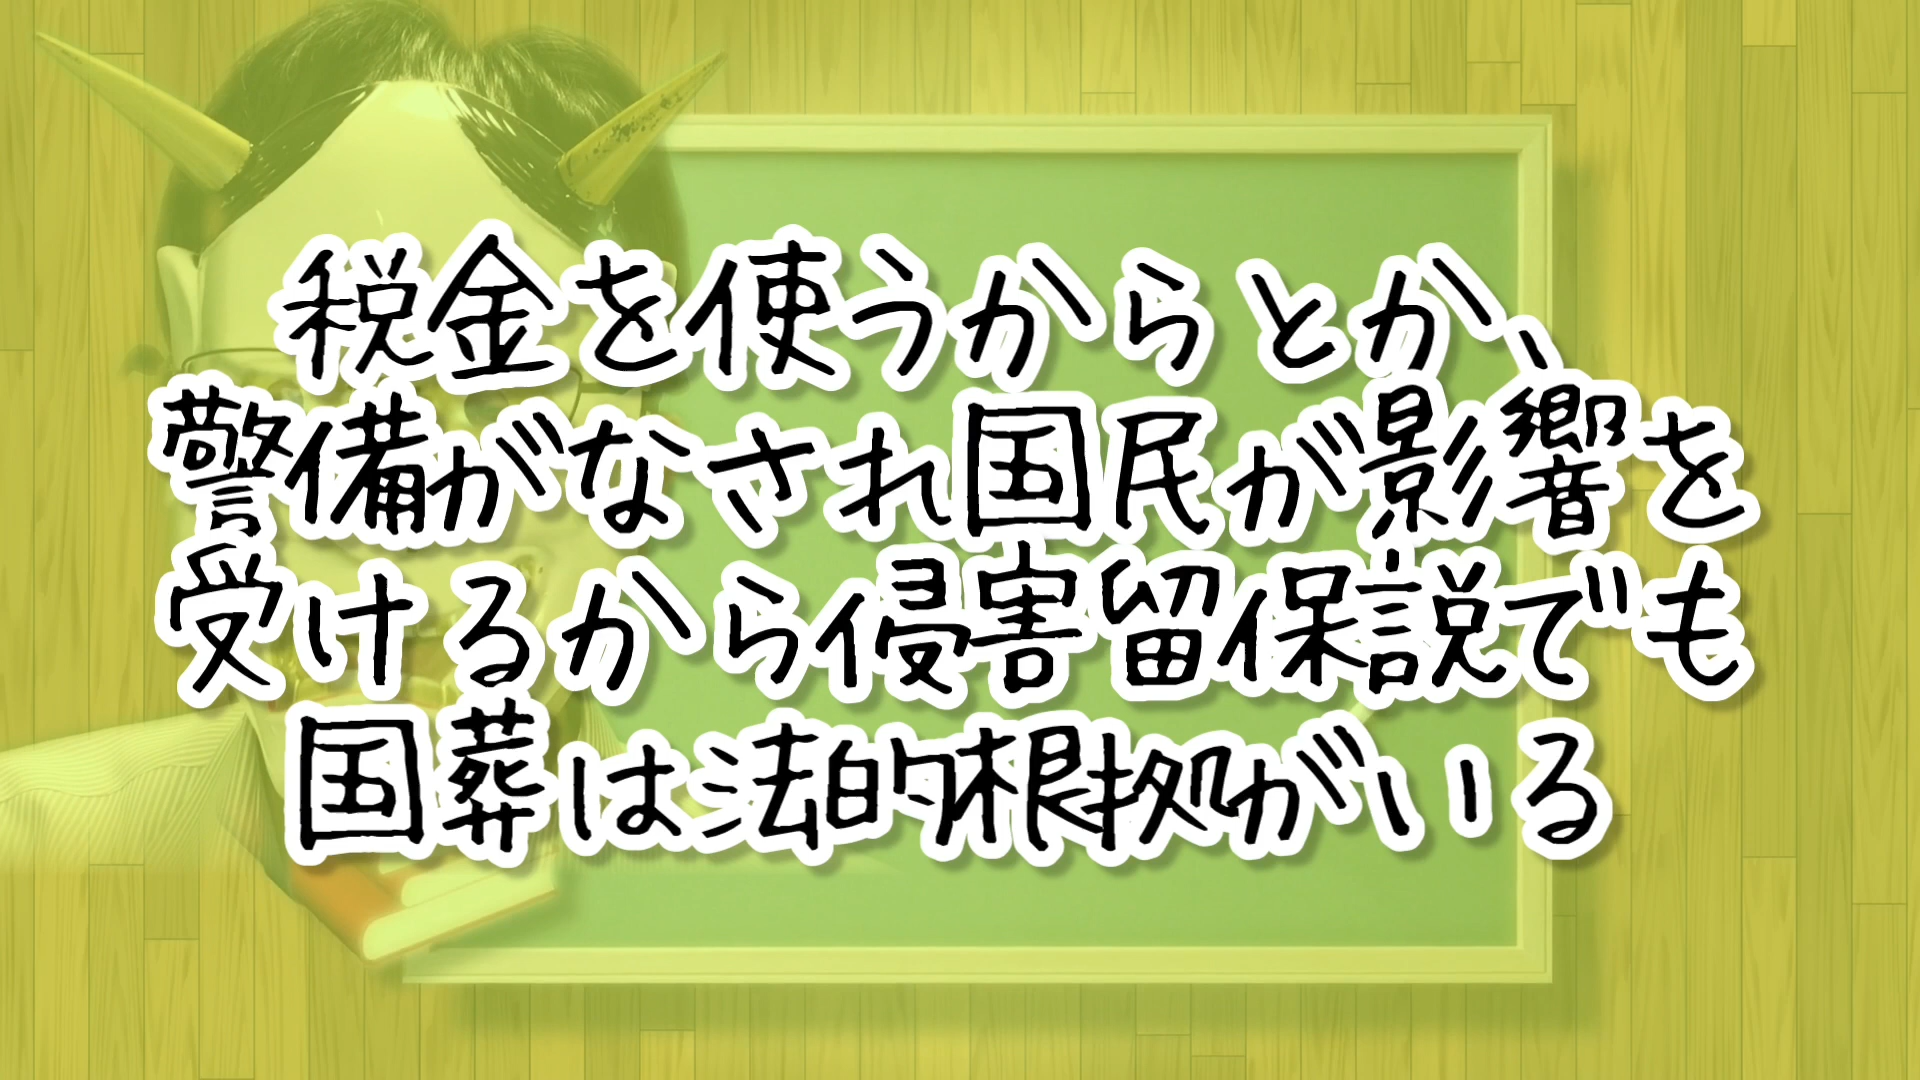 税金を使うからとか、
警備がなされ国民が影響を
受けるから侵害留保説でも
国葬は法的根拠がいる